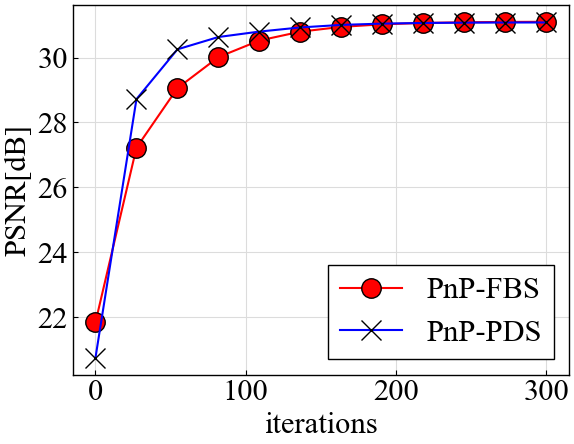 PSNR[dB]
30
28
26
24
22
0 100 200 300
iterations
PnP-FBS
PnP-PDS